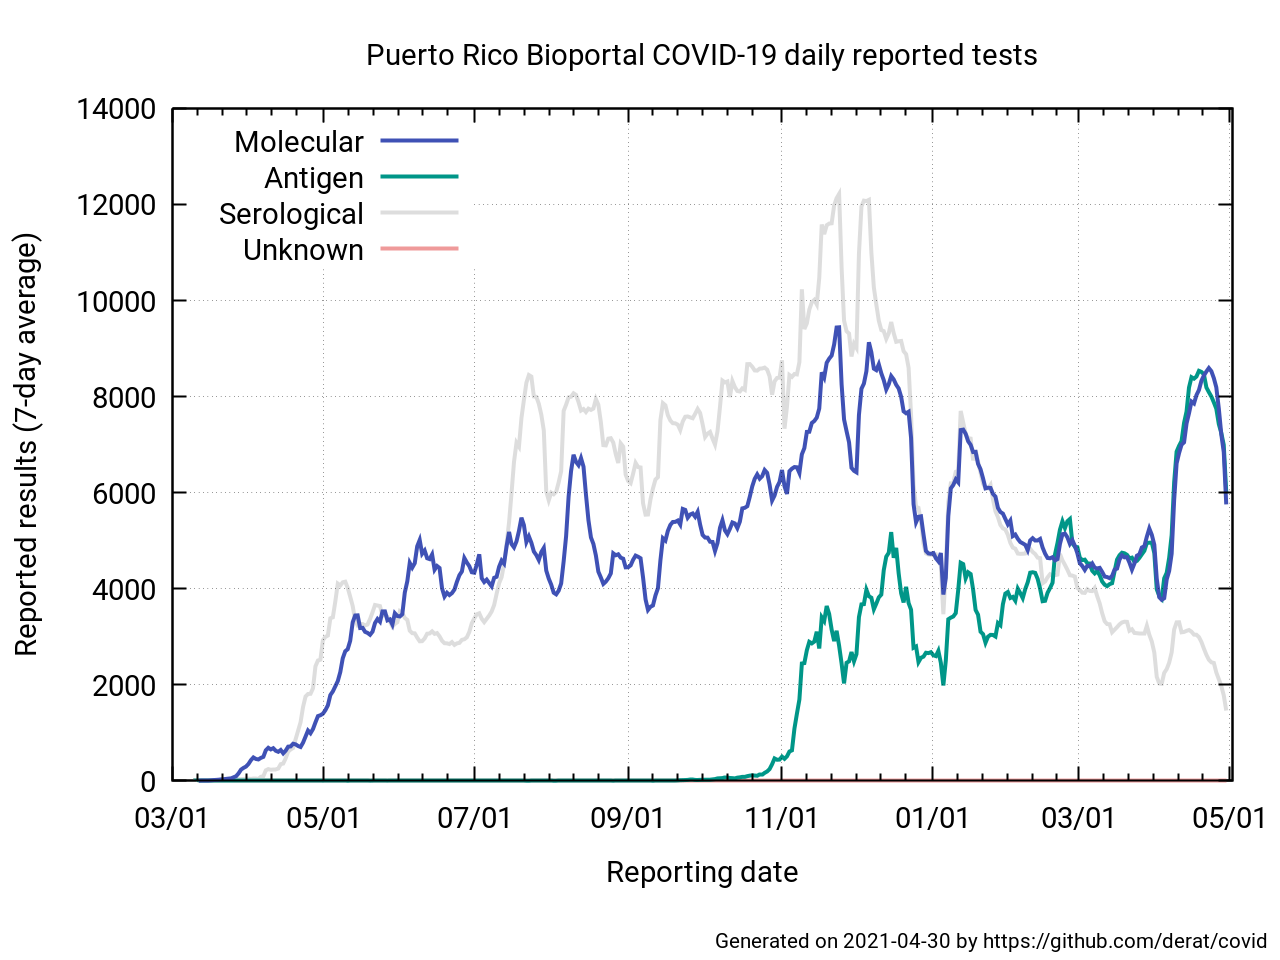 Puerto Rico Bioportal COVID-19 daily reported tests
14000
12000
10000
8000
6000
4000
2000
0
Reported results (7-day average)
Molecular
Antigen
Serological
Unknown
03/01 05/01 07/01 09/01 11/01 01/01 03/01 05/01
Reporting date
Generated on 2021-04-30 by https://github.com/derat/covid